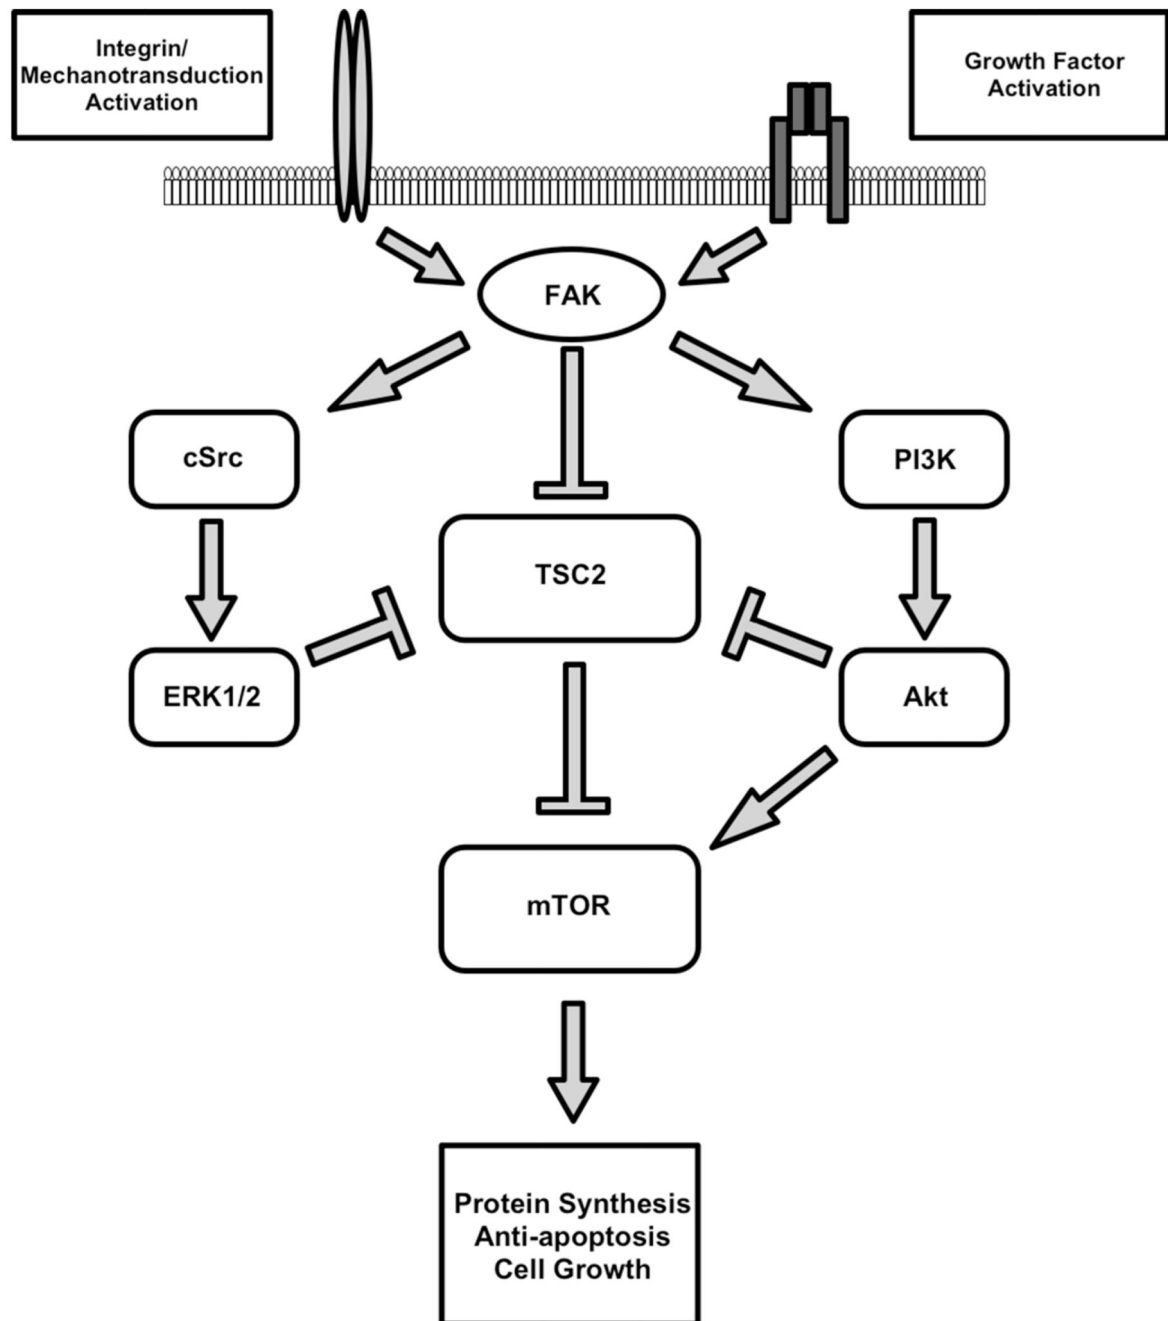 Integrin/
Mechanotransduction
Activation
Growth Factor
Activation
FAK
cSrc
PI3K
TSC2
ERK1/2
Akt
mTOR
Protein Synthesis
Anti-apoptosis
Cell Growth